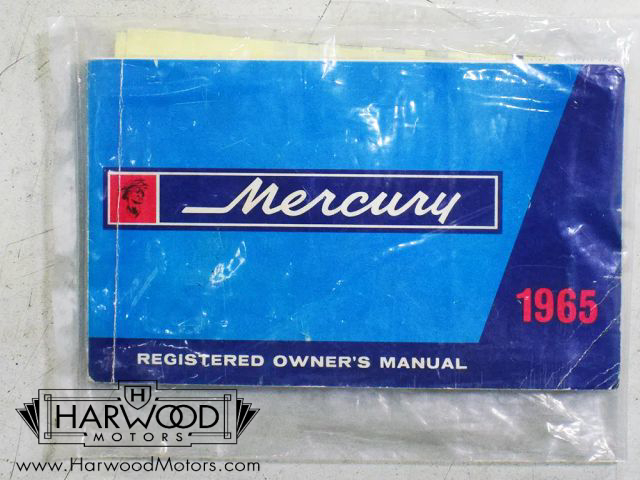 Mercury
1965
REGISTERED OWNER'S MANUAL
H
HARWOOD
MOTORS
www.HarwoodMotors.com